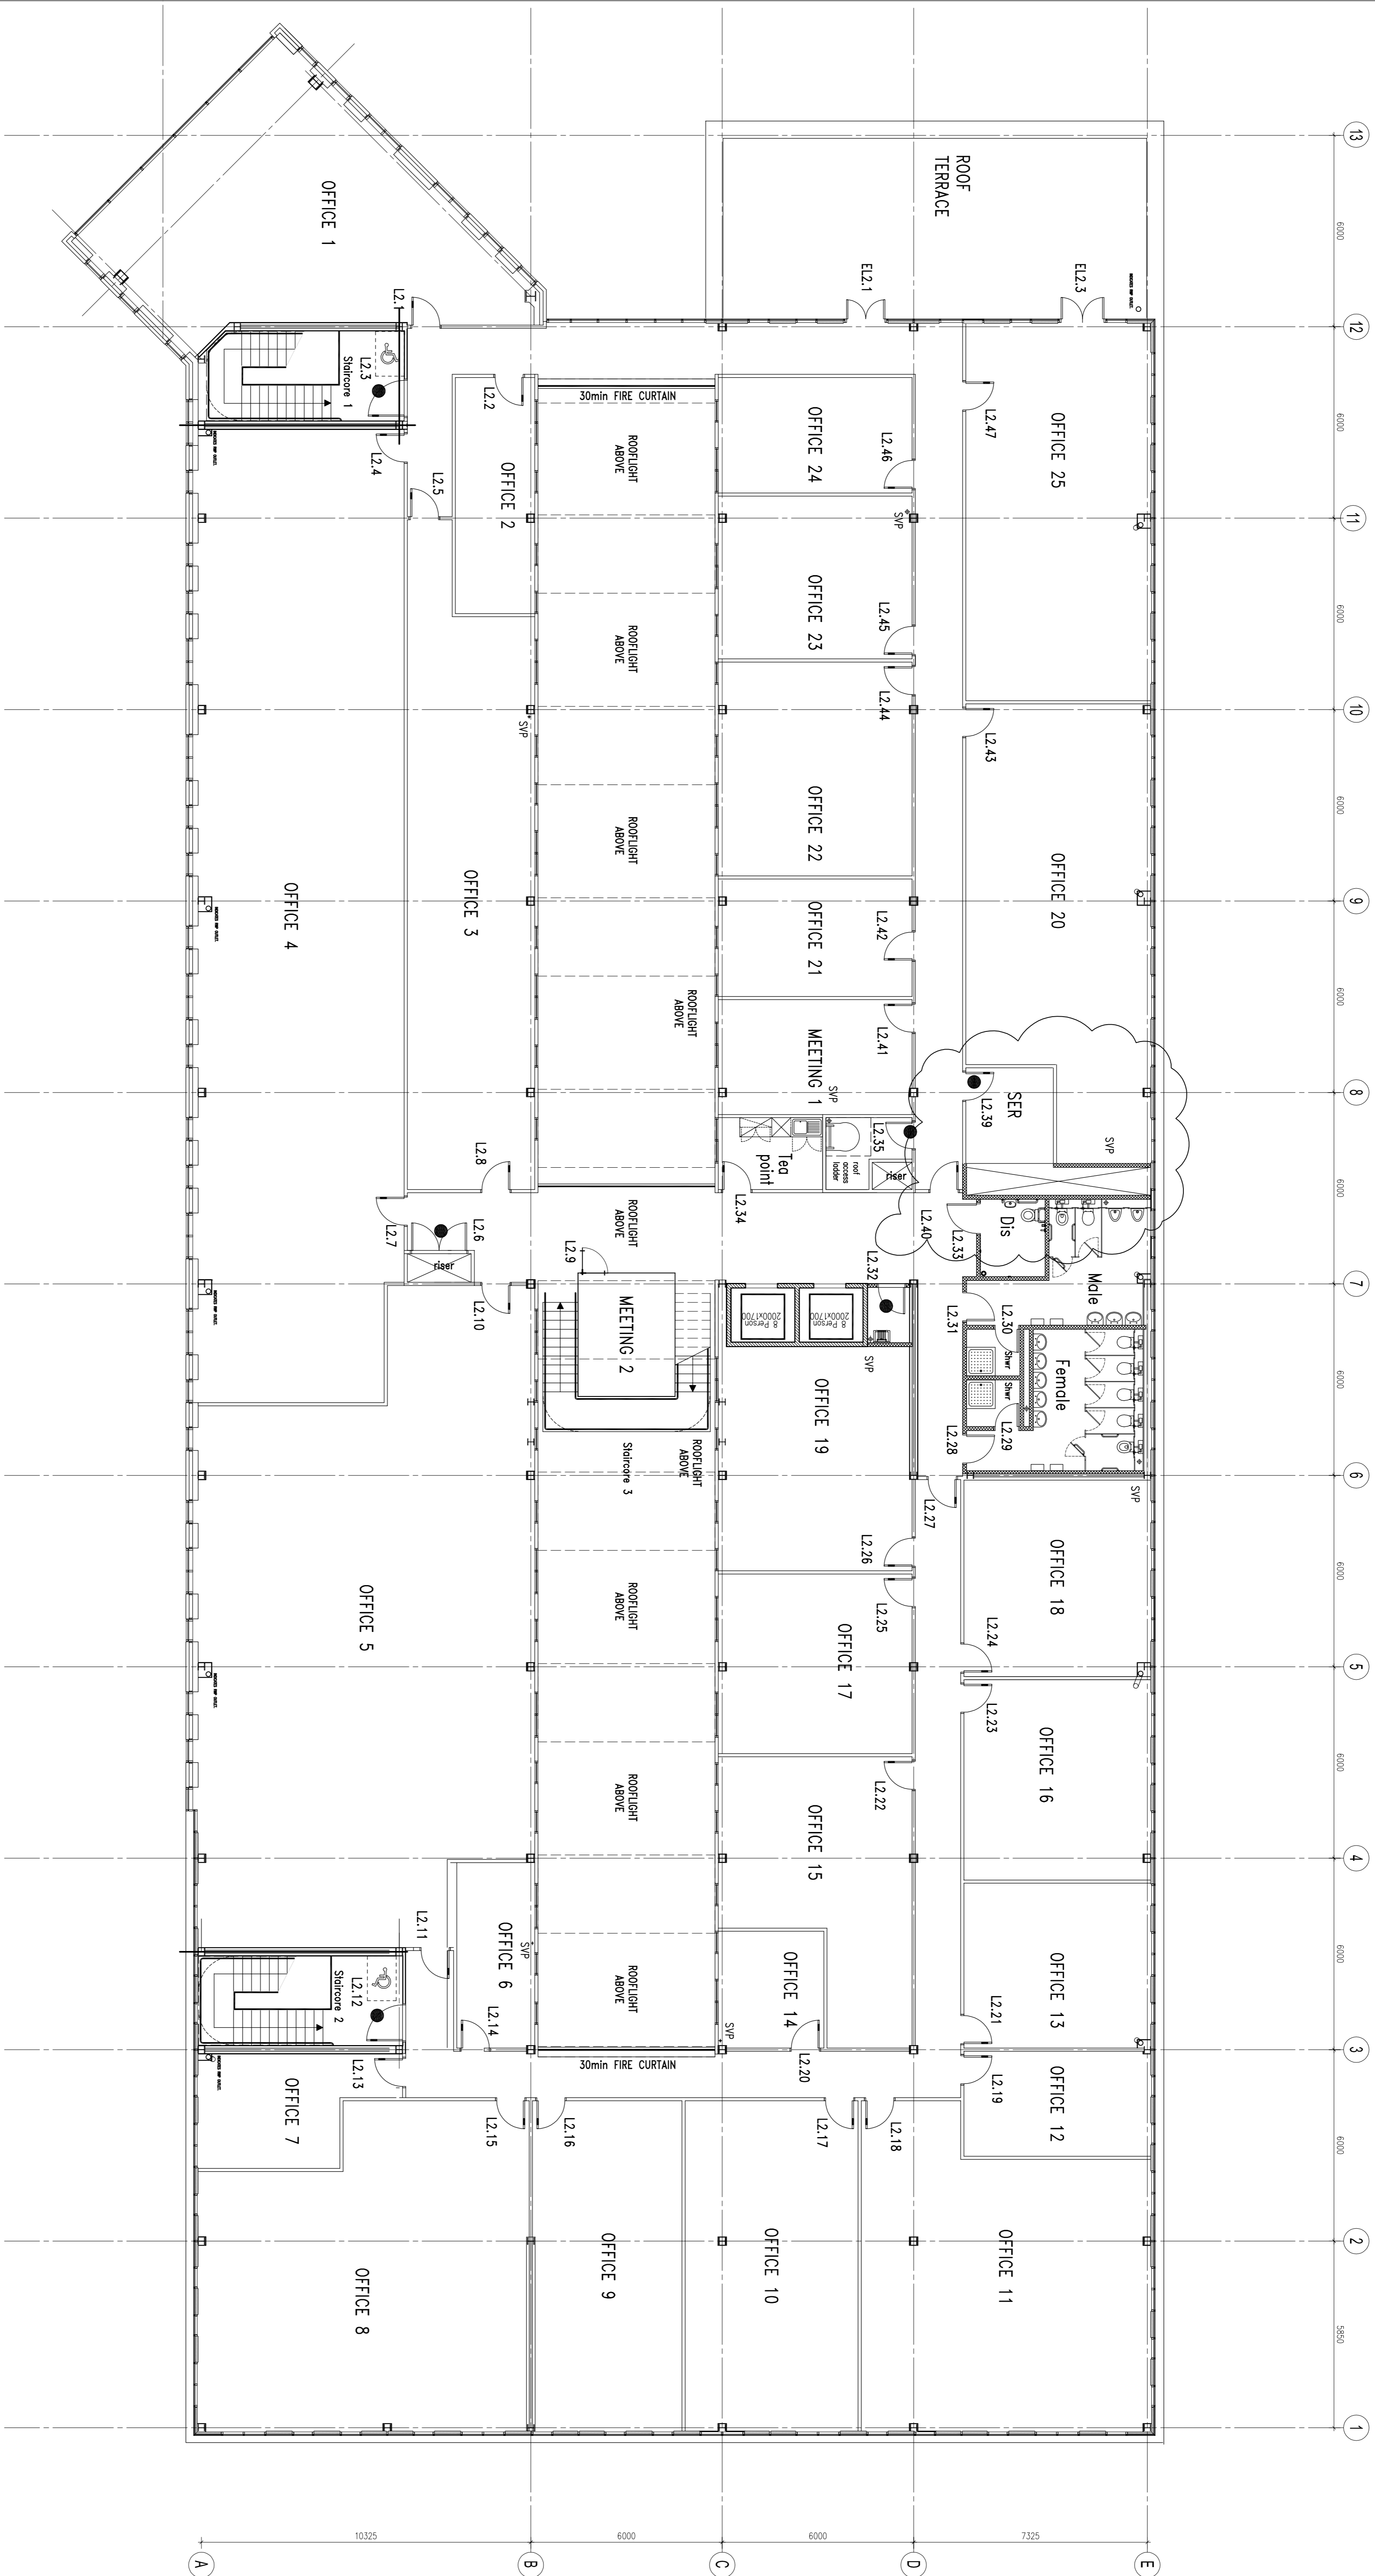 13
12
11
10
9
8
7
6
5
4
3
2
1
6000
6000
6000
6000
6000
6000
6000
6000
6000
6000
6000
5850
E
7325
D
6000
C
6000
B
10325
A
ROOF
TERRACE
EL2.3
EL2.1
OFFICE 25
L2.47
OFFICE 20
L2.43
SVP
SER
L2.39
Male
Dis
L2.40
L2.33
L2.31
L2.30
Shwr
Shwr
Female
L2.29
L2.28
SVP
L2.27
OFFICE 18
L2.24
OFFICE 16
L2.23
OFFICE 13
L2.21
OFFICE 12
L2.19
OFFICE 11
L2.18
OFFICE 24
L2.46
SVP
OFFICE 23
L2.45
OFFICE 22
L2.44
OFFICE 21
L2.42
MEETING 1
L2.41
SVP
L2.35
roof
access
ladder
riser
Tea
point
L2.34
L2.32
2000x1700
Person
2000x1700
Person
SVP
OFFICE 19
L2.26
OFFICE 17
L2.25
OFFICE 15
L2.22
OFFICE 14
L2.20
SVP
OFFICE 10
L2.17
30min FIRE CURTAIN
ROOFLIGHT
ABOVE
ROOFLIGHT
ABOVE
ROOFLIGHT
ABOVE
ROOFLIGHT
ABOVE
ROOFLIGHT
ABOVE
MEETING 2
L2.9
Staircore 3
ROOFLIGHT
ABOVE
ROOFLIGHT
ABOVE
ROOFLIGHT
ABOVE
ROOFLIGHT
ABOVE
30min FIRE CURTAIN
OFFICE 9
L2.16
OFFICE 1
L2.1
L2.2
OFFICE 2
SVP
OFFICE 3
L2.8
L2.6
L2.7
riser
L2.10
OFFICE 6
SVP
L2.14
L2.11
L2.15
L2.3
Staircore 1
L2.4
L2.5
OFFICE 4
OFFICE 5
L2.12
Staircore 2
L2.13
OFFICE 7
OFFICE 8